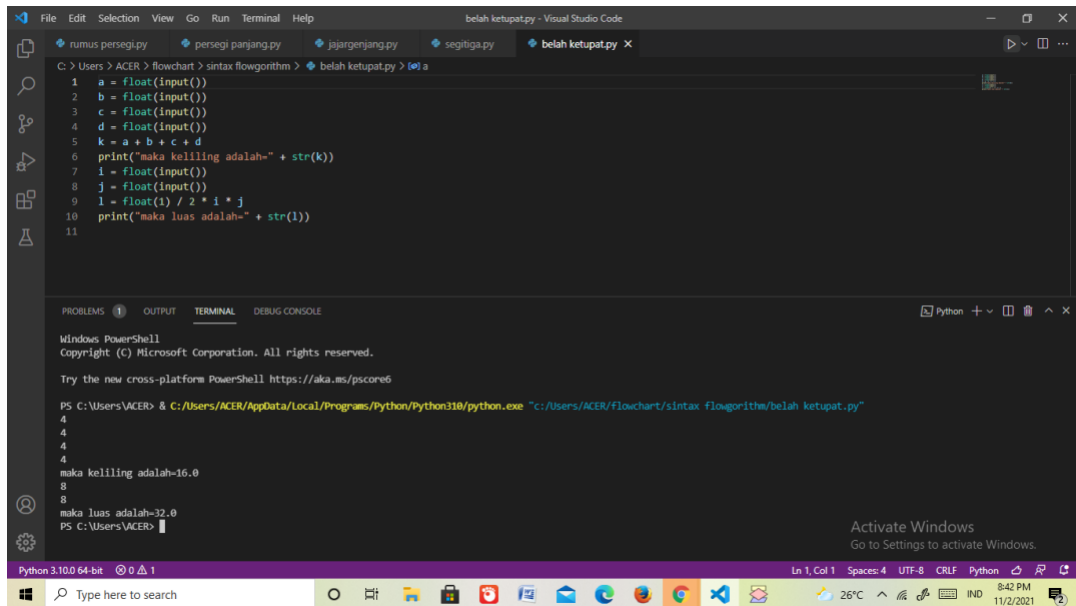 File Edit Selection View Go Run Terminal Help belah ketupat.py - Visual Studio Code
rumus persegi.py persegi panjang.py jajargenjang.py segitiga.py belah ketupat.py
C: > Users > ACER > flowchart > sintax flowgorithm > belah ketupat.py > a
1 a = float(input())
2 b = float(input())
3 c = float(input())
4 d = float(input())
5 k = a + b + c + d
6 print("maka keliling adalah=" + str(k))
7 i = float(input())
8 j = float(input())
9 l = float(1) / 2 * i * j
10 print("maka luas adalah=" + str(l))
11
PROBLEMS 1 OUTPUT TERMINAL DEBUG CONSOLE Python
Windows PowerShell
Copyright (C) Microsoft Corporation. All rights reserved.
Try the new cross-platform PowerShell https://aka.ms/pscore6
PS C:\Users\ACER> & C:/Users/ACER/AppData/Local/Programs/Python/Python310/python.exe "c:/Users/ACER/flowchart/sintax flowgorithm/belah ketupat.py"
4
4
4
4
maka keliling adalah=16.0
8
8
maka luas adalah=32.0
PS C:\Users\ACER>
Activate Windows
Go to Settings to activate Windows.
Python 3.10.0 64-bit 0 1 Ln 1, Col 1 Spaces: 4 UTF-8 CRLF Python
Type here to search 26°C IND 8:42 PM
11/2/2021 2